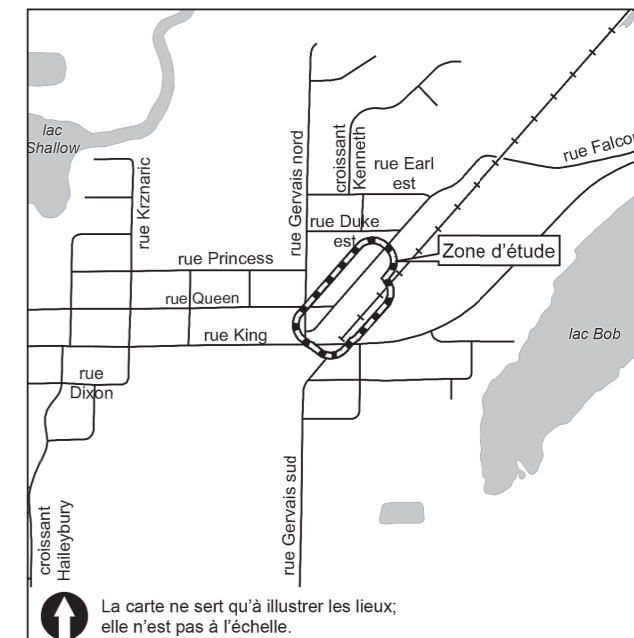 lac
Shallow
rue Krznaric
rue Gervais nord
croissant
Kenneth
rue Earl
est
rue Falcon
rue Duke
est
Zone d'étude
rue Princess
rue Queen
rue King
lac Bob
rue
Dixon
croissant
Haileybury
rue Gervais sud
La carte ne sert qu'à illustrer les lieux;
elle n'est pas à l'échelle.